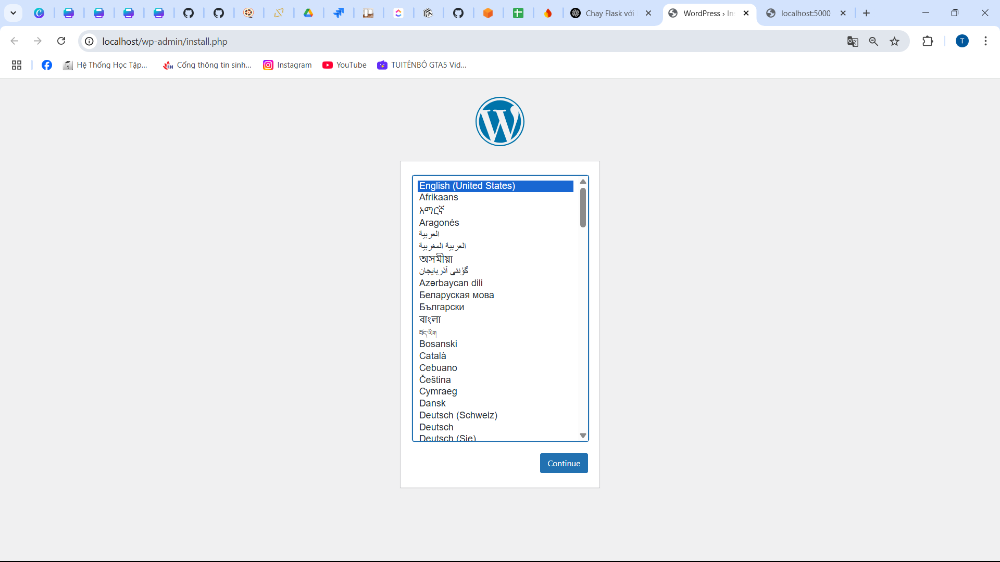 Chạy Flask với
WordPress › In
localhost:5000
localhost/wp-admin/install.php
T
Hệ Thống Học Tập...
Cổng thông tin sinh...
Instagram
YouTube
TUITÊNBÔ GTA5 Vid...
English (United States)
Afrikaans
አማርኛ
Aragonés
العربية
العربية المغربية
অসমীয়া
گؤنئی آذربایجان
Azərbaycan dili
Беларуская мова
Български
বাংলা
བོད་ཡིག
Bosanski
Català
Cebuano
Čeština
Cymraeg
Dansk
Deutsch (Schweiz)
Deutsch
Deutsch (Sie)
Continue